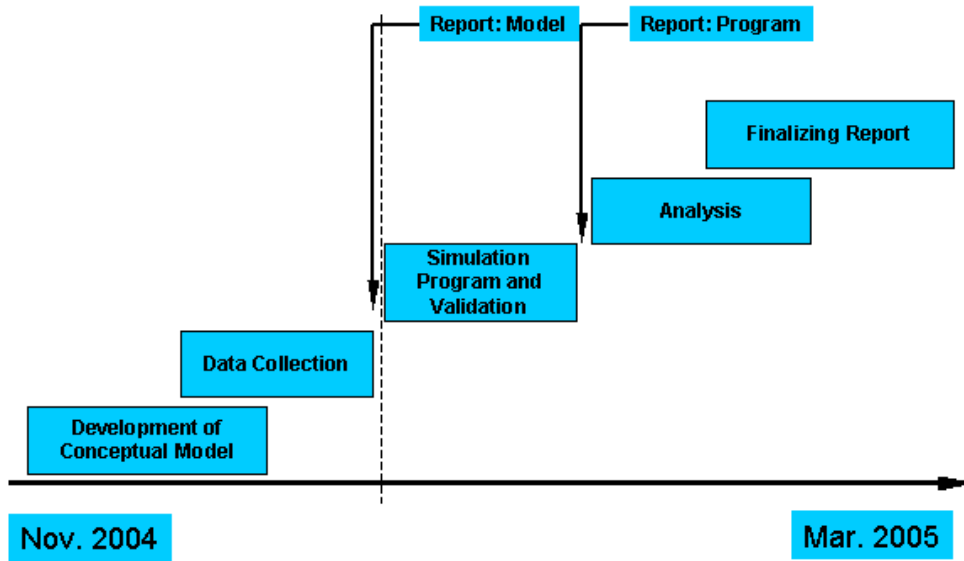 Report: Model
Report: Program
Finalizing Report
Analysis
Simulation
Program and
Validation
Data Collection
Development of
Conceptual Model
Nov. 2004
Mar. 2005